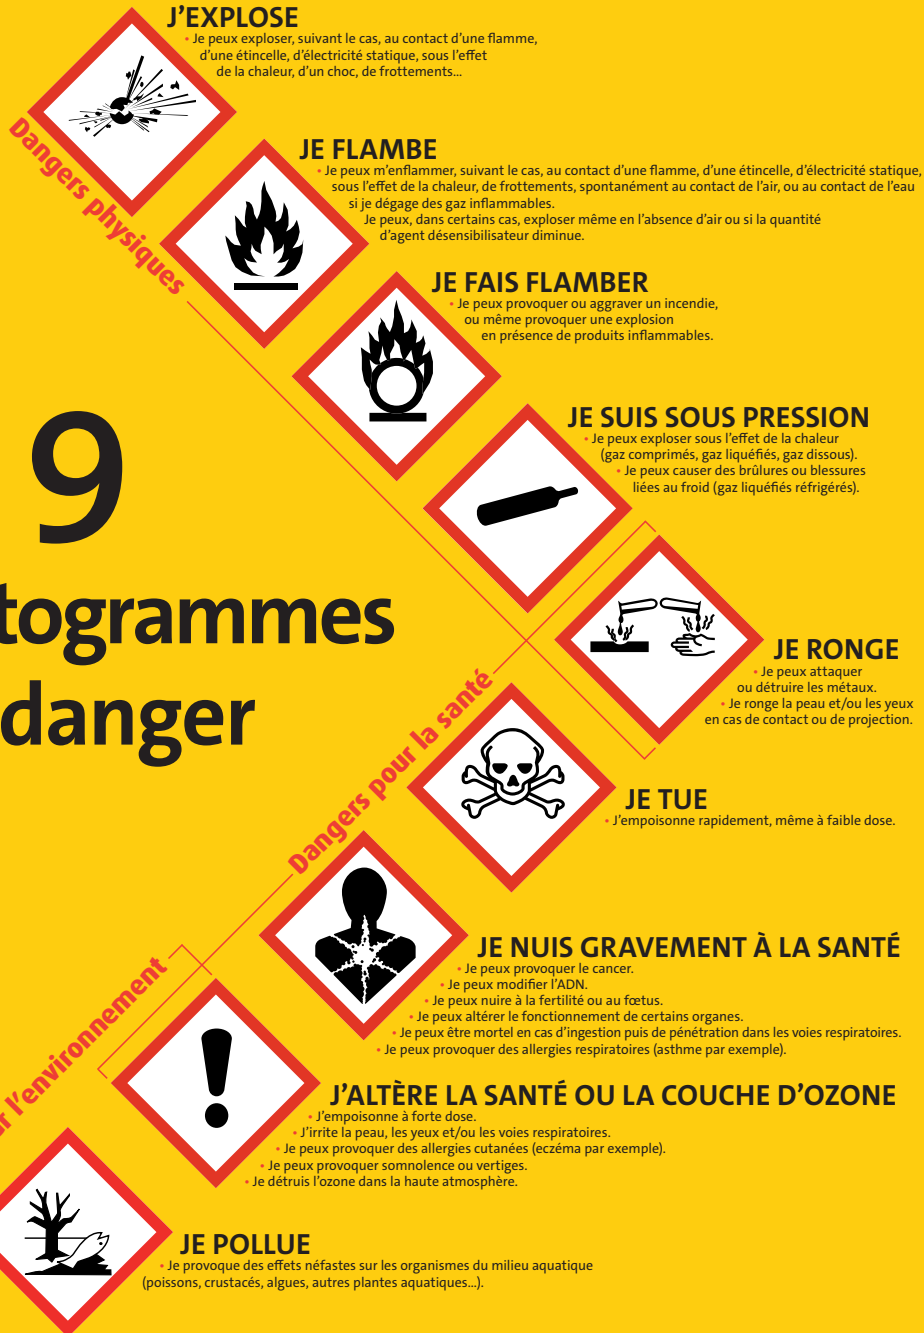 J'EXPLOSE
• Je peux exploser, suivant le cas, au contact d'une flamme,
d'une étincelle, d'électricité statique, sous l'effet
de la chaleur, d'un choc, de frottements...
Dangers physiques
JE FLAMBE
• Je peux m'enflammer, suivant le cas, au contact d'une flamme, d'une étincelle, d'électricité statique,
sous l'effet de la chaleur, de frottements, spontanément au contact de l'air, ou au contact de l'eau
si je dégage des gaz inflammables.
Je peux, dans certains cas, exploser même en l'absence d'air ou si la quantité
d'agent désensibilisateur diminue.
JE FAIS FLAMBER
• Je peux provoquer ou aggraver un incendie,
ou même provoquer une explosion
en présence de produits inflammables.
JE SUIS SOUS PRESSION
• Je peux exploser sous l'effet de la chaleur
(gaz comprimés, gaz liquéfiés, gaz dissous).
• Je peux causer des brûlures ou blessures
liées au froid (gaz liquéfiés réfrigérés).
9
togrammes
danger
JE RONGE
• Je peux attaquer
ou détruire les métaux.
• Je ronge la peau et/ou les yeux
en cas de contact ou de projection.
Dangers pour la santé
JE TUE
• J'empoisonne rapidement, même à faible dose.
JE NUIS GRAVEMENT À LA SANTÉ
• Je peux provoquer le cancer.
• Je peux modifier l'ADN.
• Je peux nuire à la fertilité ou au fœtus.
• Je peux altérer le fonctionnement de certains organes.
• Je peux être mortel en cas d'ingestion puis de pénétration dans les voies respiratoires.
• Je peux provoquer des allergies respiratoires (asthme par exemple).
r l'environnement
J'ALTÈRE LA SANTÉ OU LA COUCHE D'OZONE
• J'empoisonne à forte dose.
• J'irrite la peau, les yeux et/ou les voies respiratoires.
• Je peux provoquer des allergies cutanées (eczéma par exemple).
• Je peux provoquer somnolence ou vertiges.
• Je détruis l'ozone dans la haute atmosphère.
JE POLLUE
• Je provoque des effets néfastes sur les organismes du milieu aquatique
(poissons, crustacés, algues, autres plantes aquatiques...).